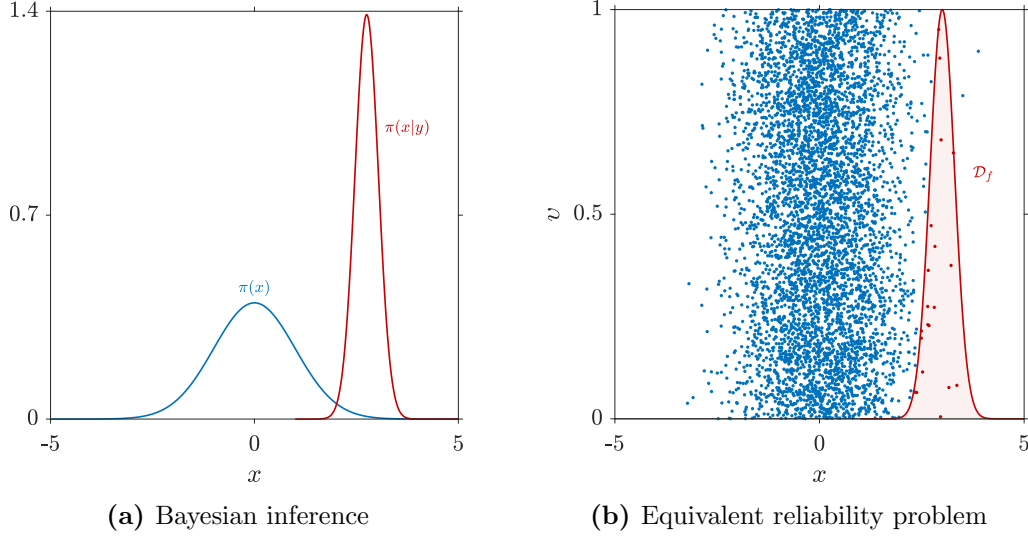 1.4
0.7
0
-5
0
5
x
π(x)
π(x|y)
(a) Bayesian inference
1
0.5
0
-5
0
5
υ
x
𝒟_f
(b) Equivalent reliability problem